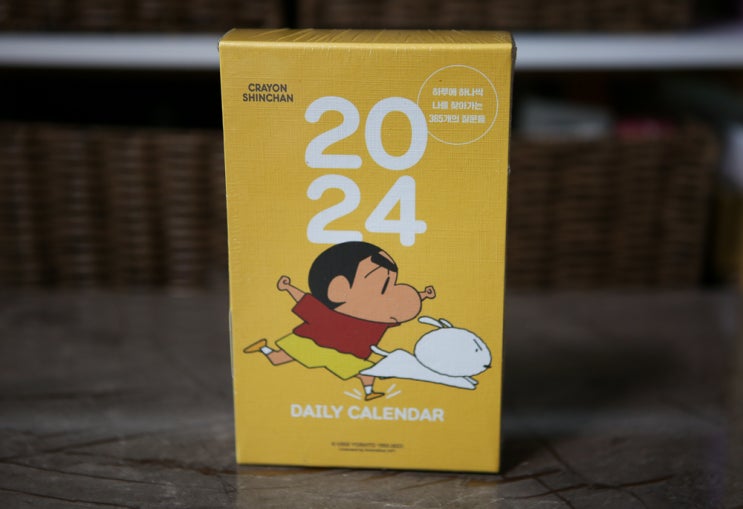 CRAYON
SHINCHAN
하루에 하나씩
나를 찾아가는
365개의 질문들
20
24
DAILY CALENDAR